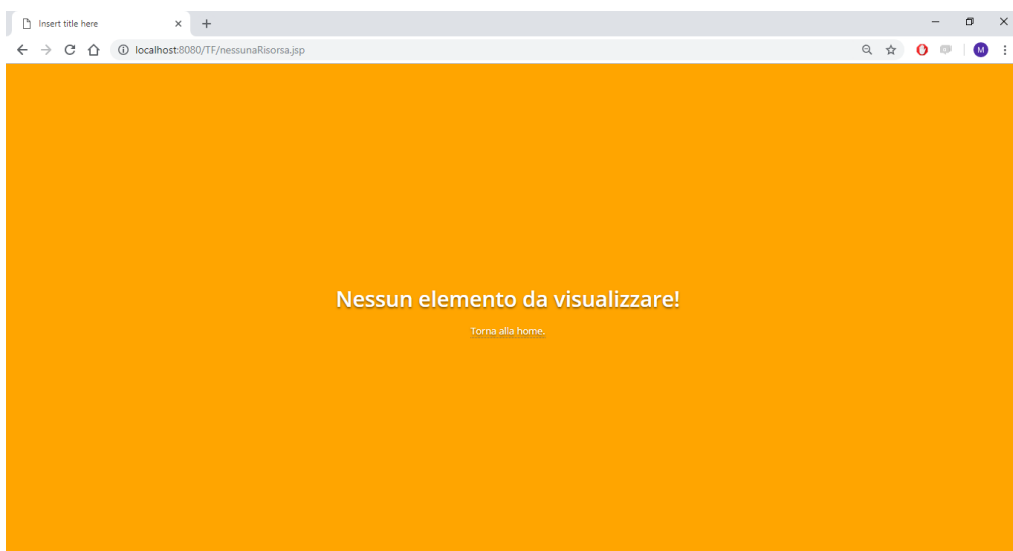 Insert title here
localhost:8080/TF/nessunaRisorsa.jsp
M
Nessun elemento da visualizzare!
Torna alla home.